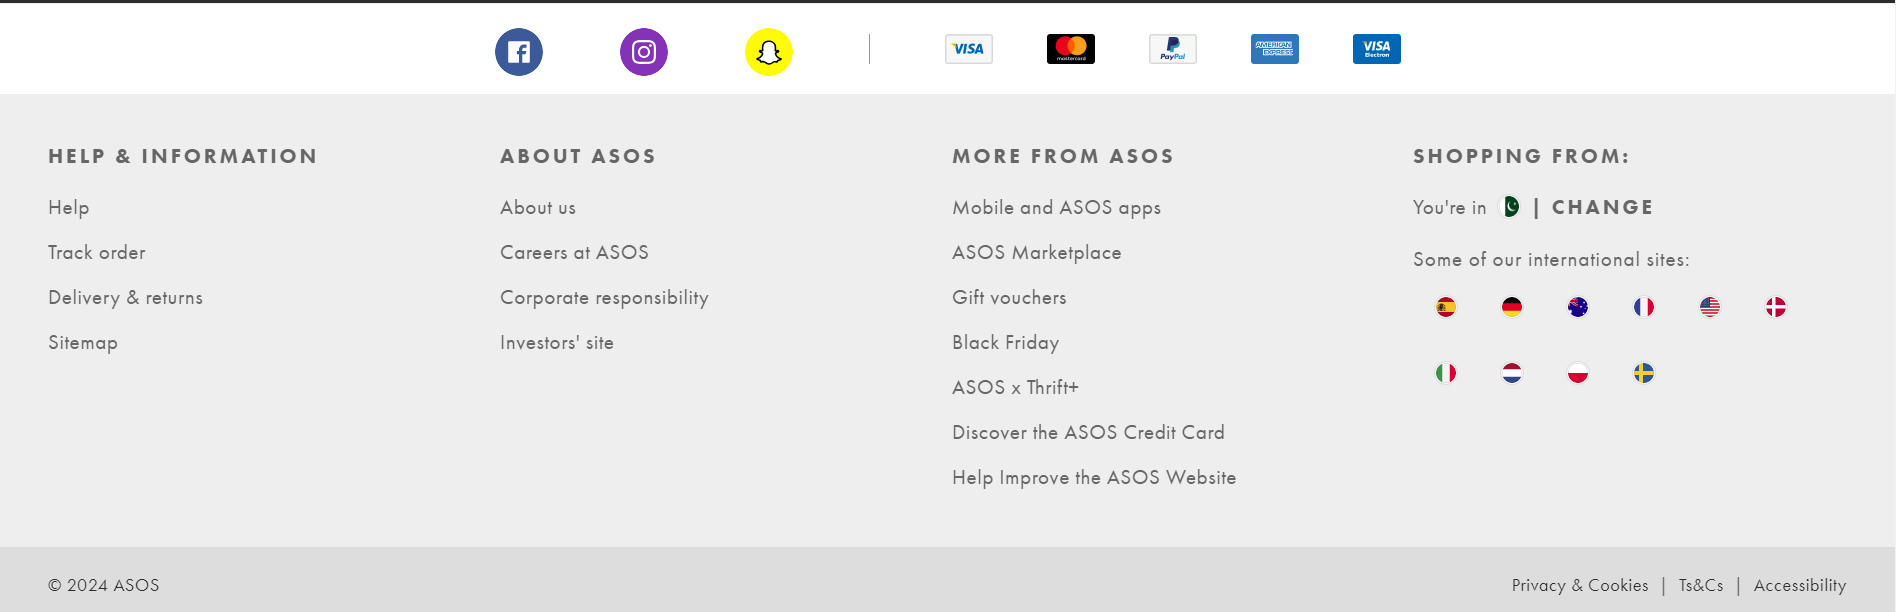 VISA
mastercard
PayPal
AMERICAN EXPRESS
VISA
Electron
HELP & INFORMATION
Help
Track order
Delivery & returns
Sitemap
ABOUT ASOS
About us
Careers at ASOS
Corporate responsibility
Investors' site
MORE FROM ASOS
Mobile and ASOS apps
ASOS Marketplace
Gift vouchers
Black Friday
ASOS x Thrift+
Discover the ASOS Credit Card
Help Improve the ASOS Website
SHOPPING FROM:
You're in | CHANGE
Some of our international sites:
© 2024 ASOS
Privacy & Cookies | Ts&Cs | Accessibility